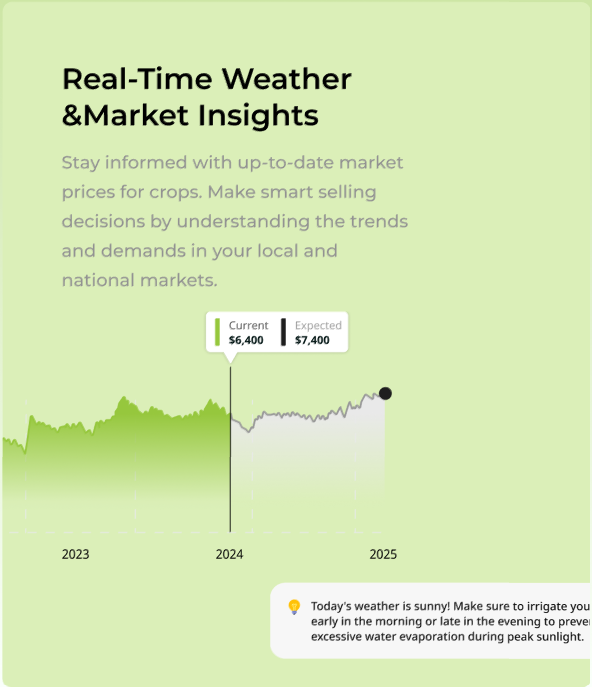 Real-Time Weather
&Market Insights
Stay informed with up-to-date market
prices for crops. Make smart selling
decisions by understanding the trends
and demands in your local and
national markets.
Current Expected
$6,400 $7,400
2023 2024 2025
Today's weather is sunny! Make sure to irrigate you
early in the morning or late in the evening to preve
excessive water evaporation during peak sunlight.